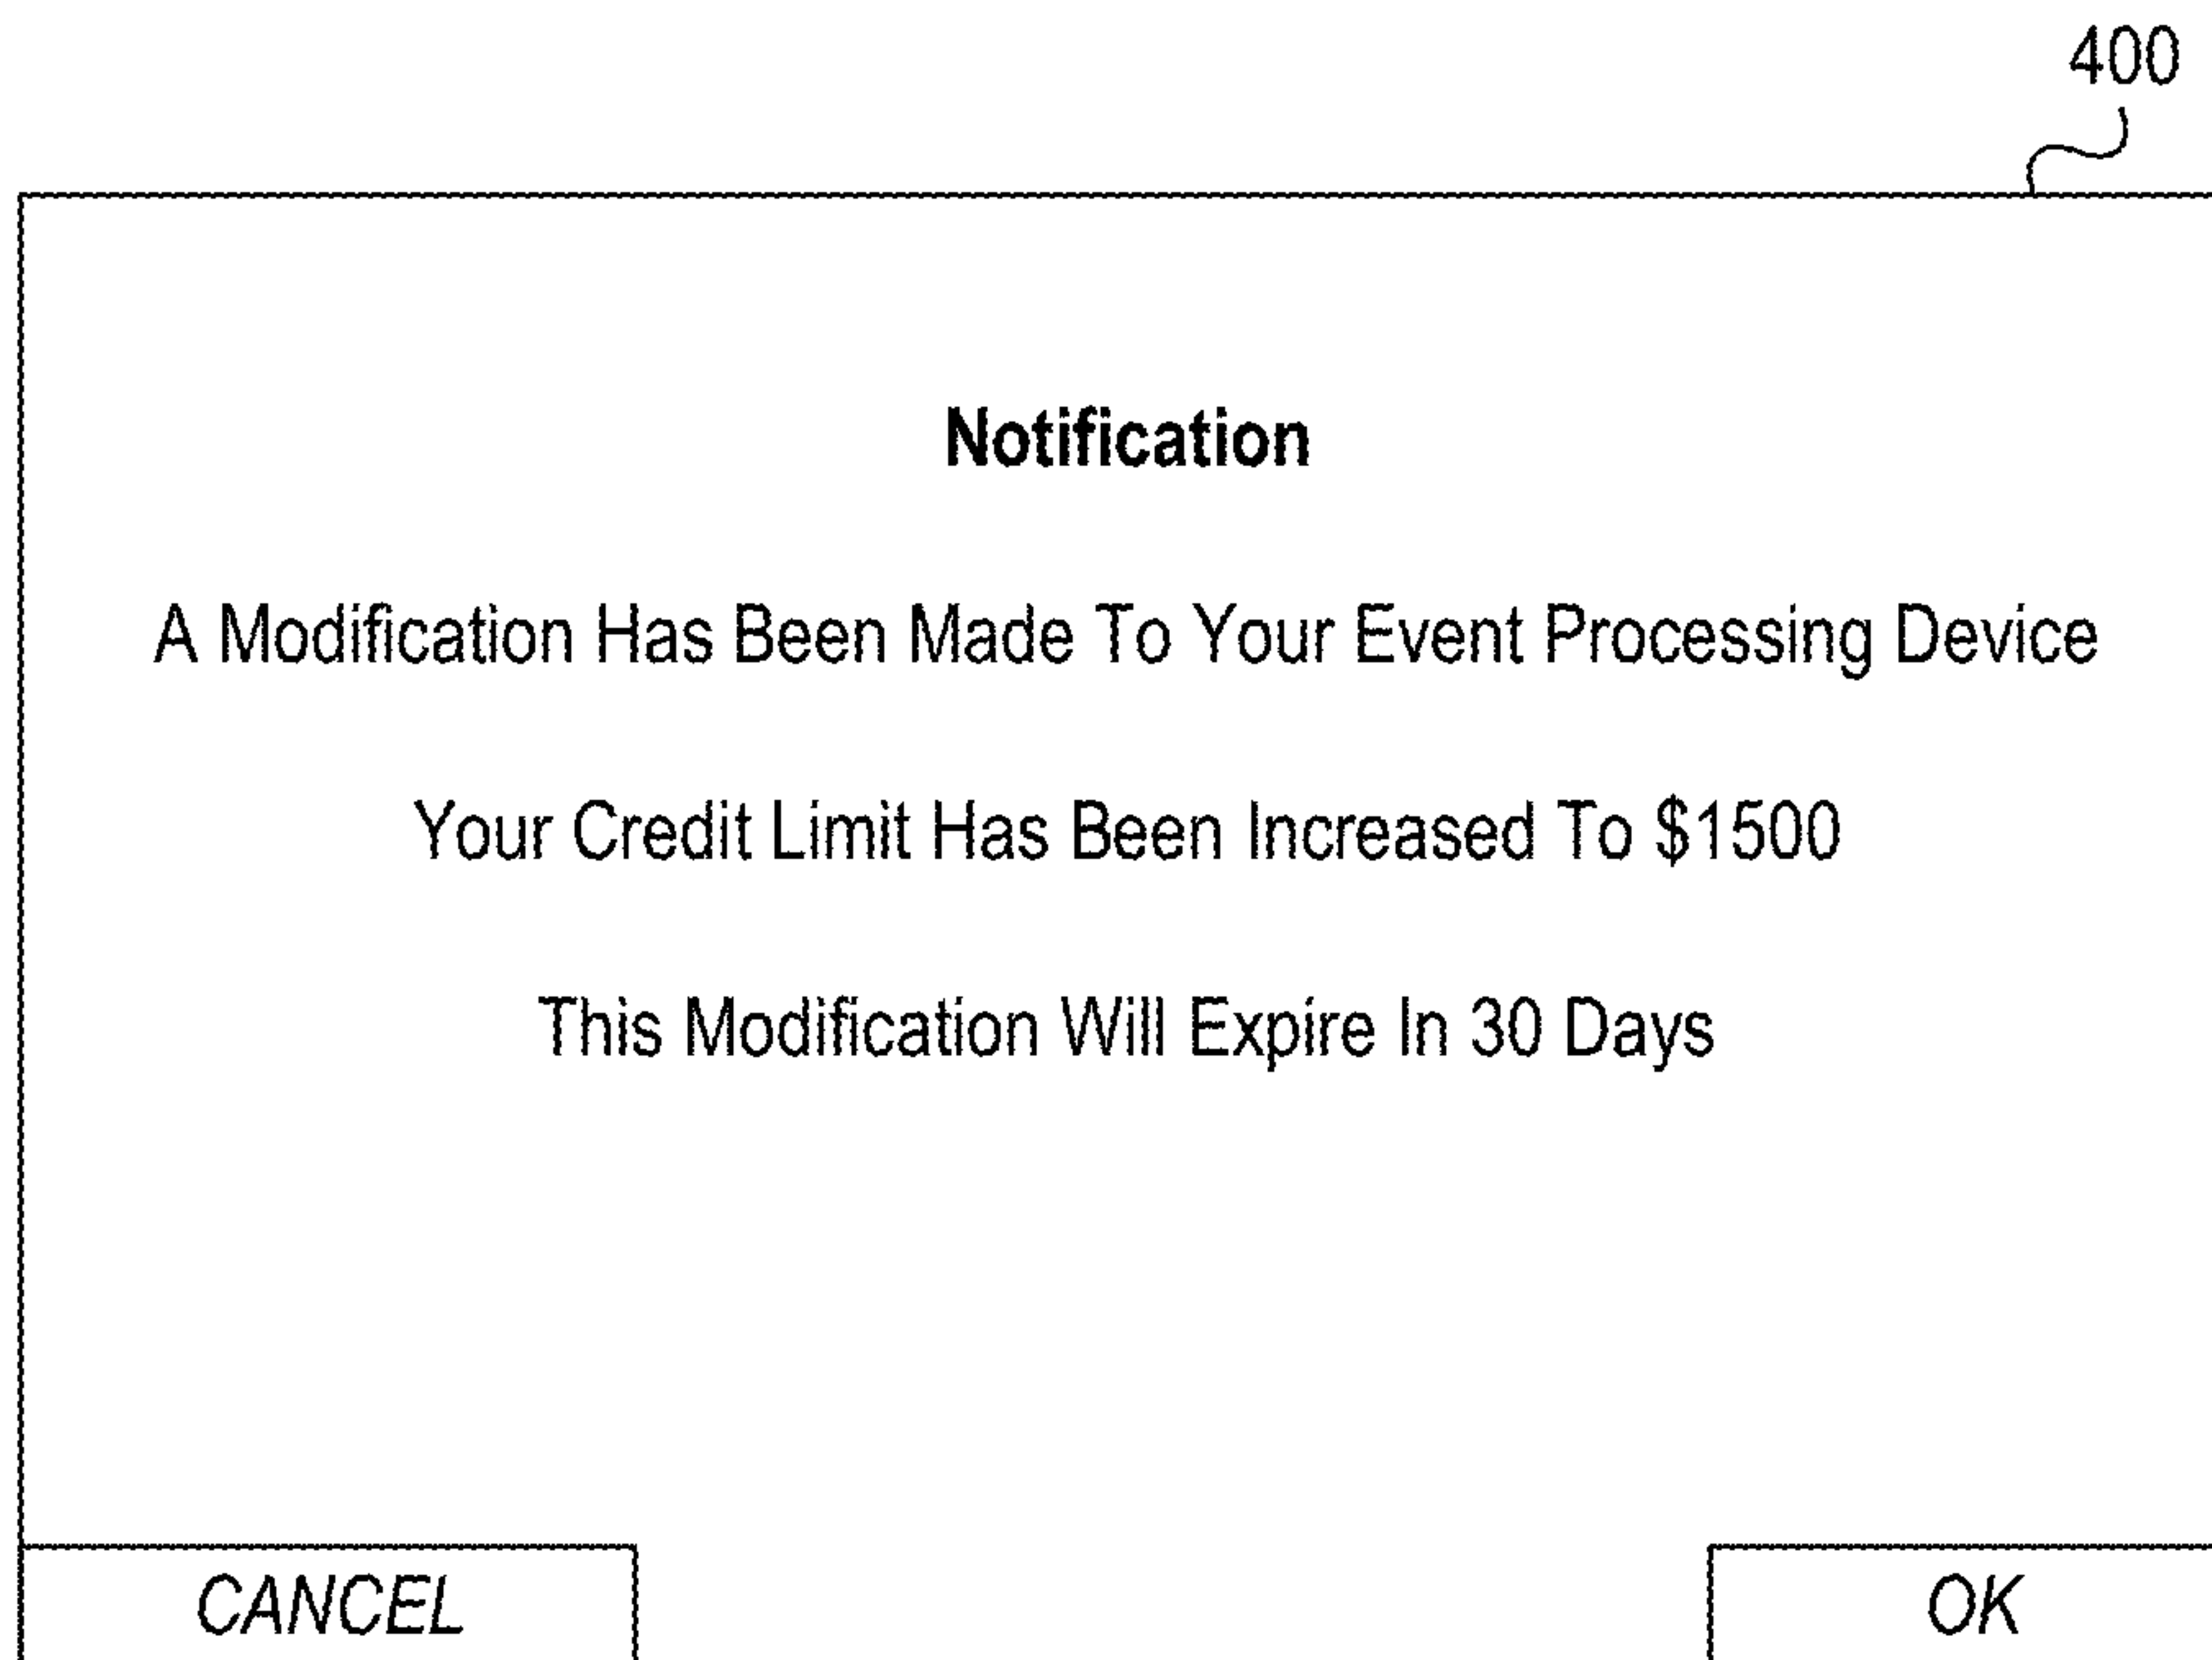 400
Notification
A Modification Has Been Made To Your Event Processing Device
Your Credit Limit Has Been Increased To $1500
This Modification Will Expire In 30 Days
CANCEL
OK